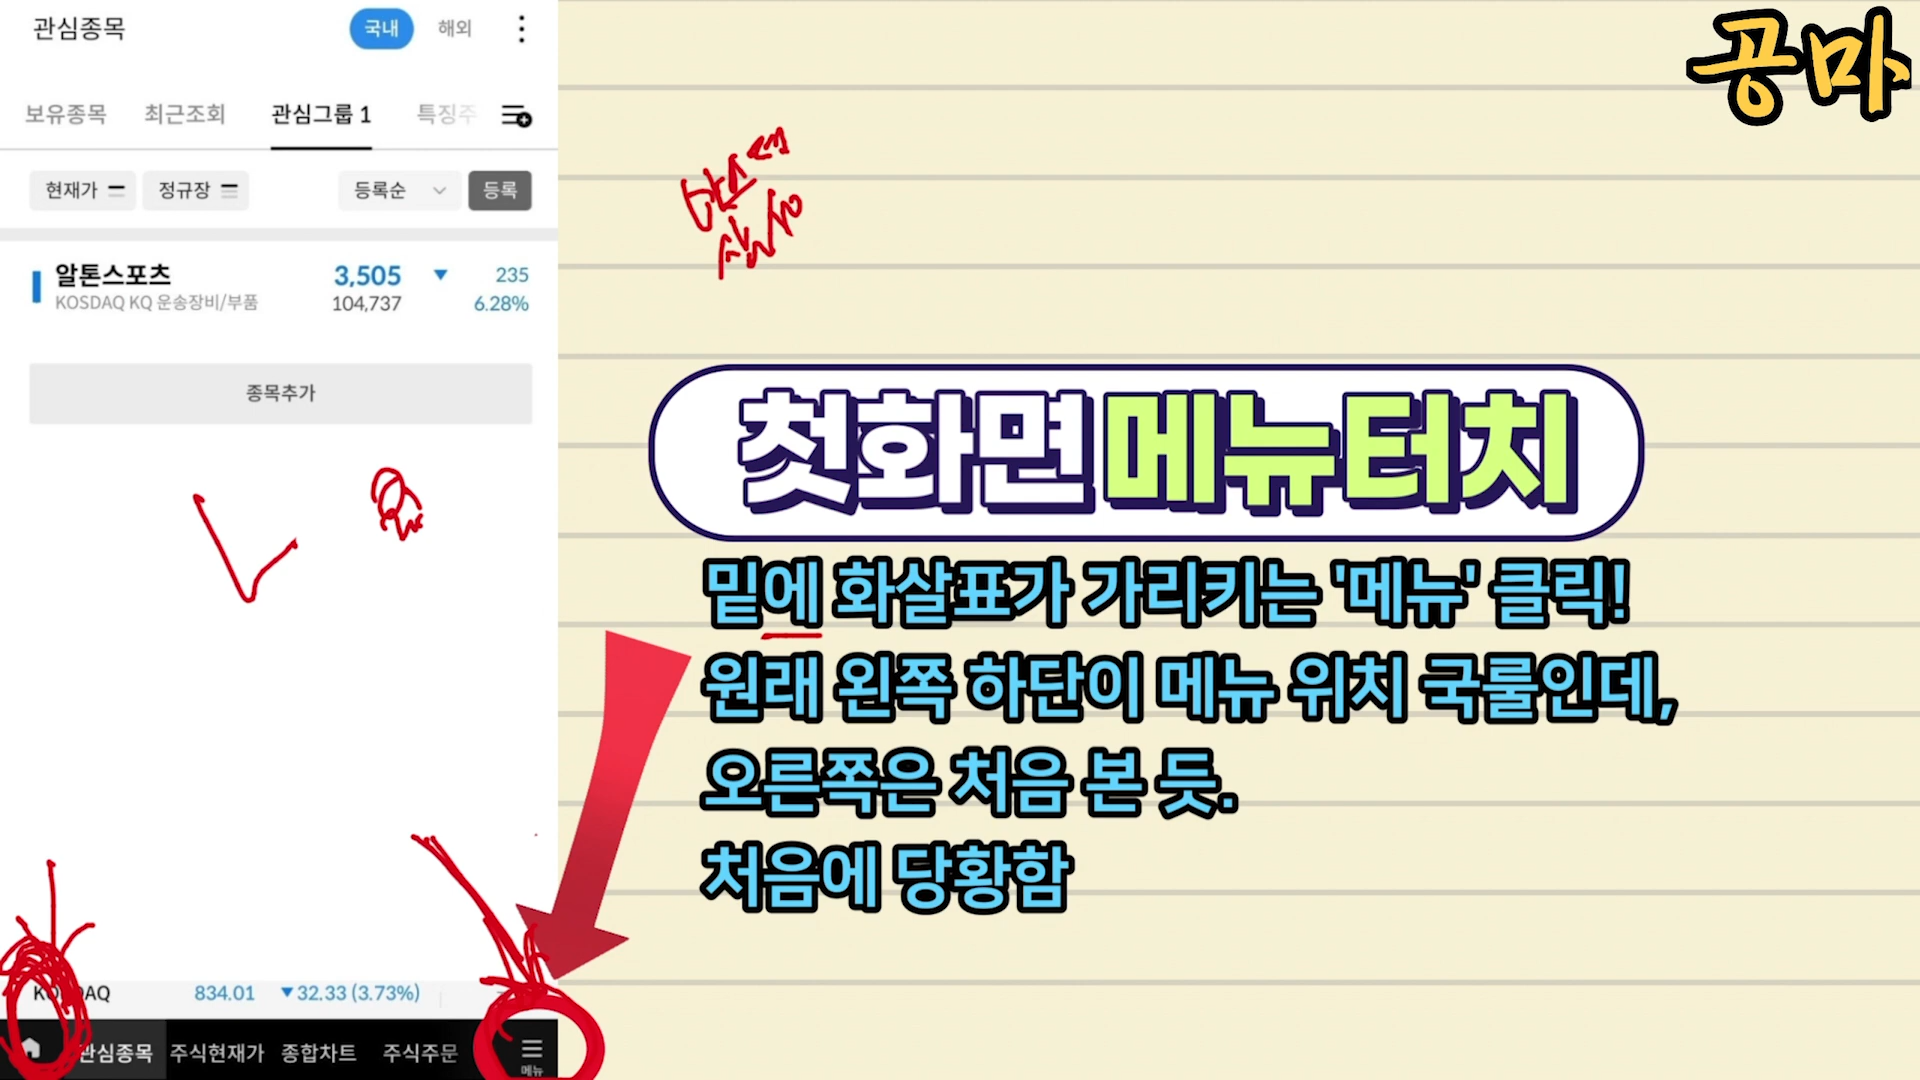 관심종목 국내 해외
보유종목 최근조회 관심그룹 1 특징주
현재가 정규장 등록순 등록
알톤스포츠 3,505 ▼ 235
KOSDAQ KQ 운송장비/부품 104,737 6.28%
종목추가
KOSDAQ 834.01 ▼32.33 (3.73%)
관심종목 주식현재가 종합차트 주식주문 메뉴
공마
첫화면 메뉴터치
밑에 화살표가 가리키는 '메뉴' 클릭!
원래 왼쪽 하단이 메뉴 위치 국룰인데,
오른쪽은 처음 본 듯.
처음에 당황함